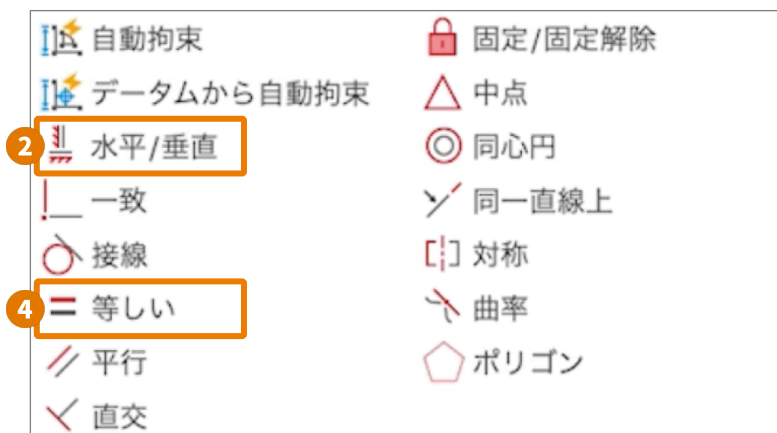 自動拘束
データムから自動拘束
2 水平/垂直
一致
接線
4 等しい
平行
直交
固定/固定解除
中点
同心円
同一直線上
対称
曲率
ポリゴン